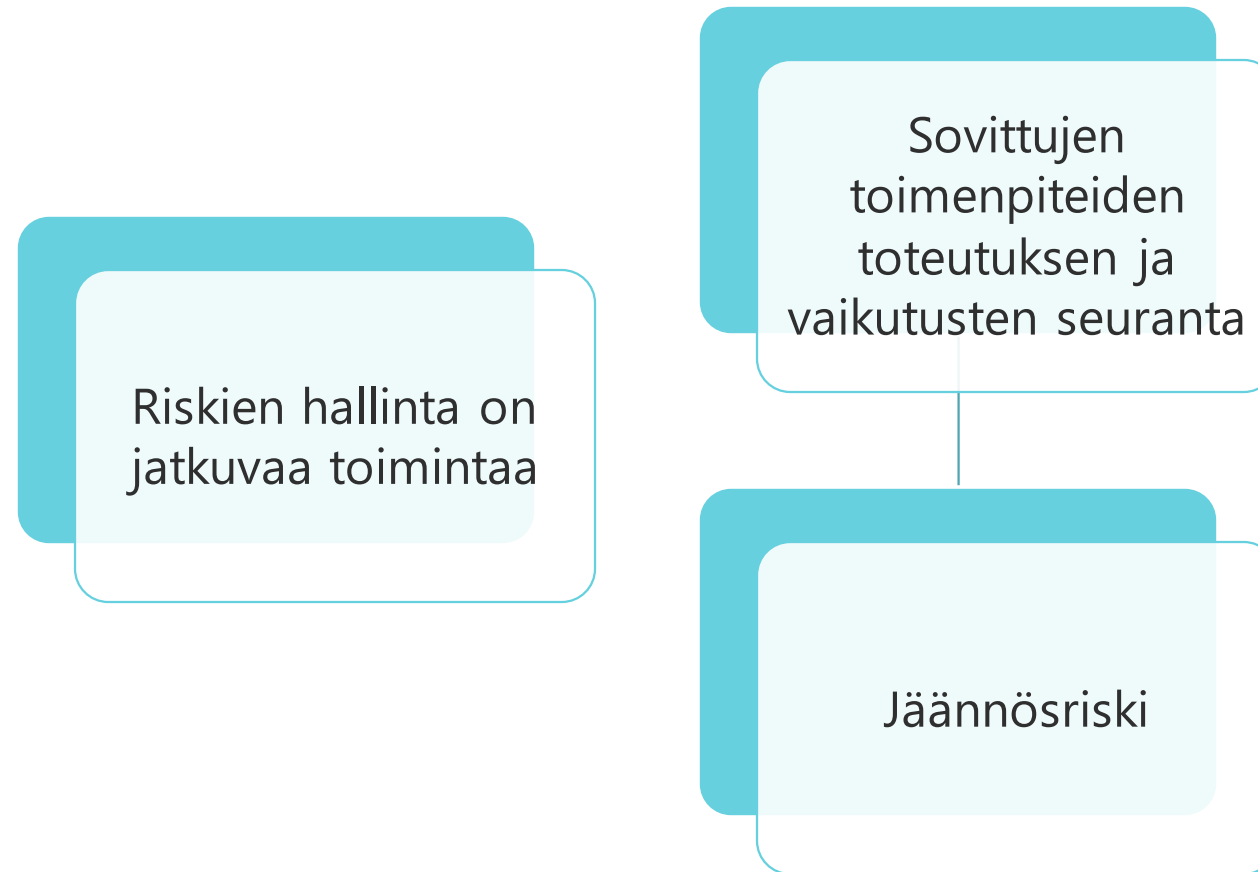 Riskien hallinta on
jatkuvaa toimintaa
Sovittujen
toimenpiteiden
toteutuksen ja
vaikutusten seuranta
Jäännösriski